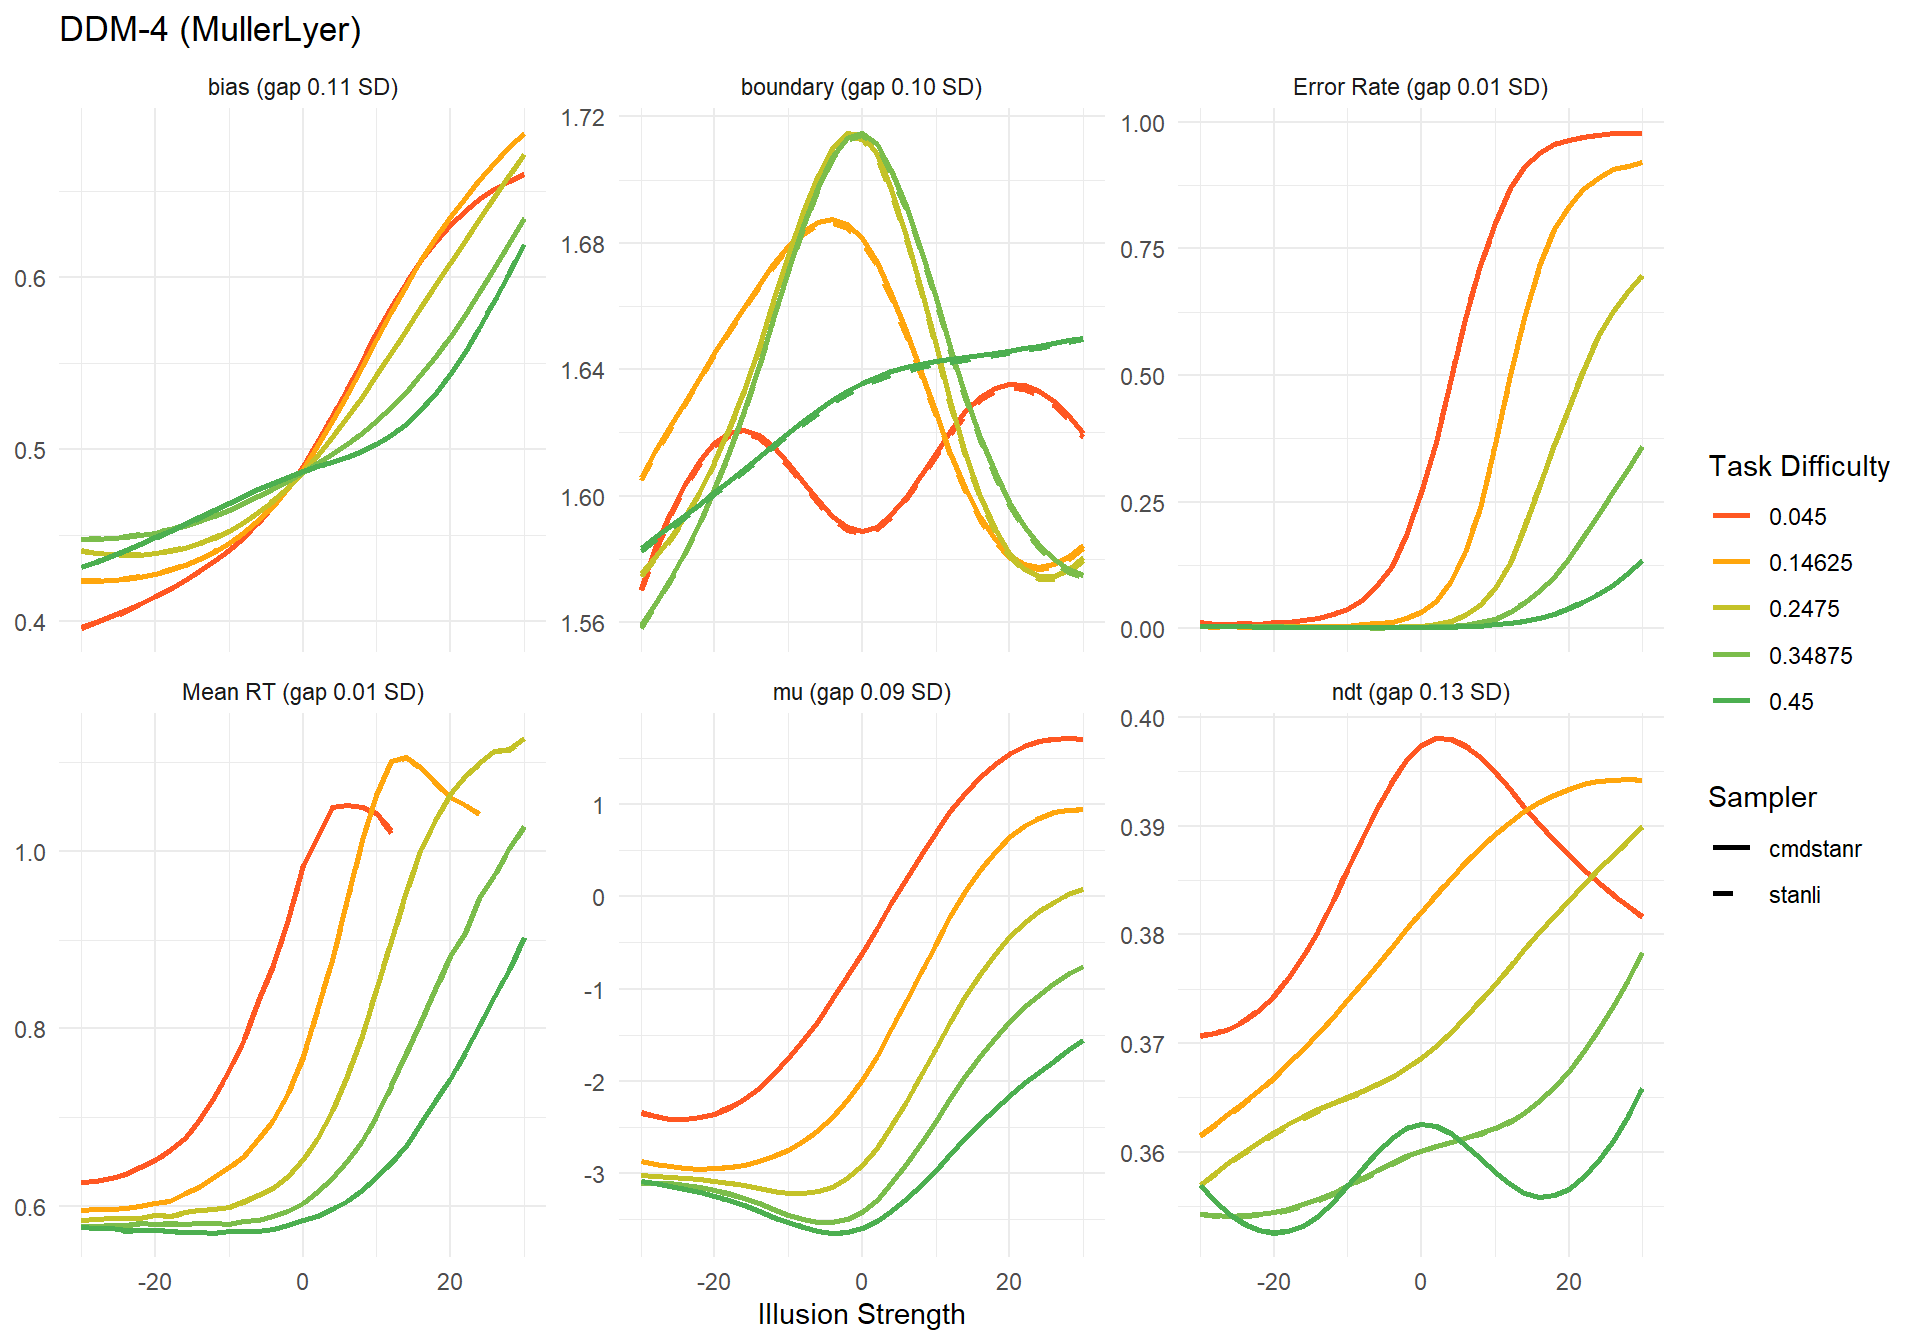 DDM-4 (MullerLyer)
bias (gap 0.11 SD)
boundary (gap 0.10 SD)
Error Rate (gap 0.01 SD)
0.6
0.5
0.4
1.72
1.68
1.64
1.60
1.56
1.00
0.75
0.50
0.25
0.00
Mean RT (gap 0.01 SD)
mu (gap 0.09 SD)
ndt (gap 0.13 SD)
1.0
0.8
0.6
1
0
-1
-2
-3
0.40
0.39
0.38
0.37
0.36
-20 0 20
-20 0 20
-20 0 20
Illusion Strength
Task Difficulty
0.045
0.14625
0.2475
0.34875
0.45
Sampler
cmdstanr
stanli